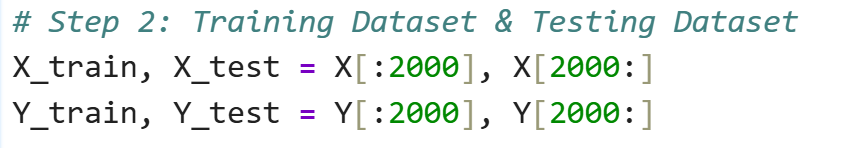 # Step 2: Training Dataset & Testing Dataset
X_train, X_test = X[:2000], X[2000:]
Y_train, Y_test = Y[:2000], Y[2000:]